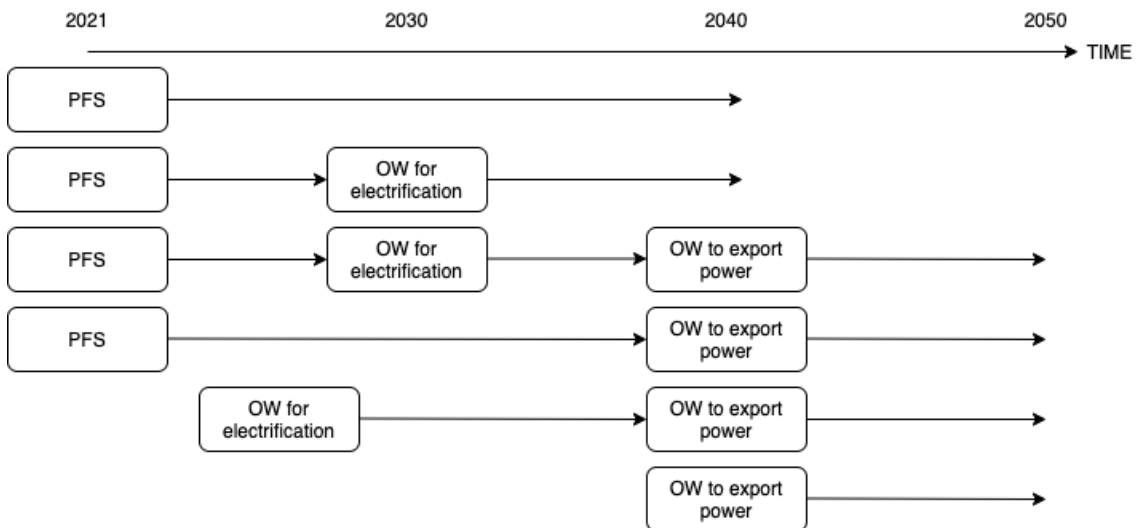 2021 2030 2040 2050
TIME
PFS
PFS OW for
electrification
PFS OW for
electrification OW to export
power
PFS OW to export
power
OW for
electrification OW to export
power
OW to export
power